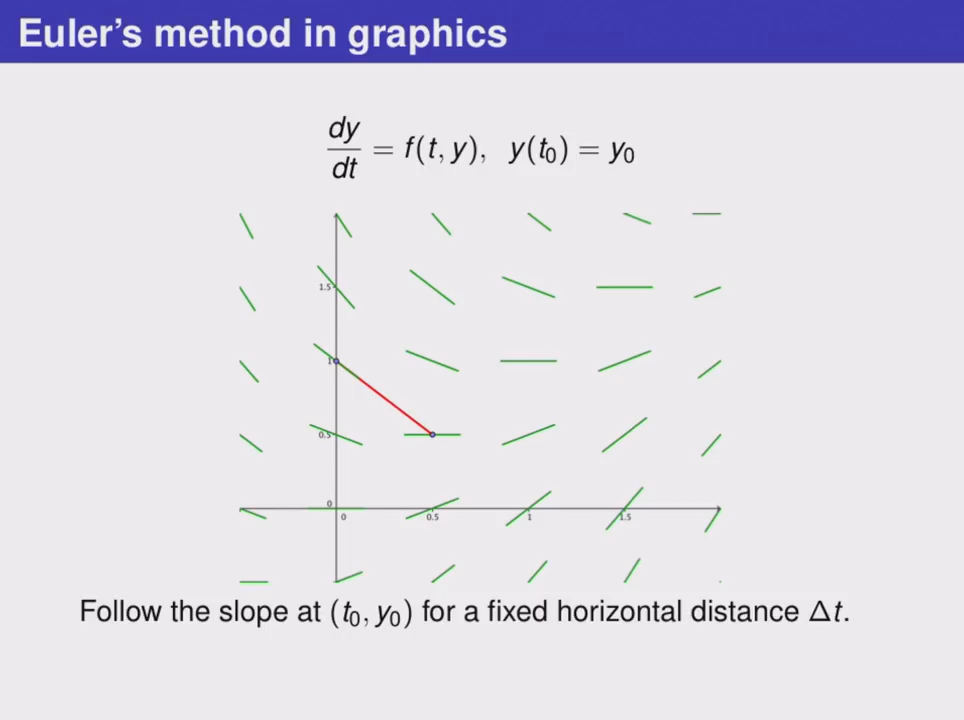 Euler's method in graphics
dy/dt = f(t, y), y(t₀) = y₀
1.5
1
0.5
0
0 0.5 1 1.5
Follow the slope at (t₀, y₀) for a fixed horizontal distance Δt.